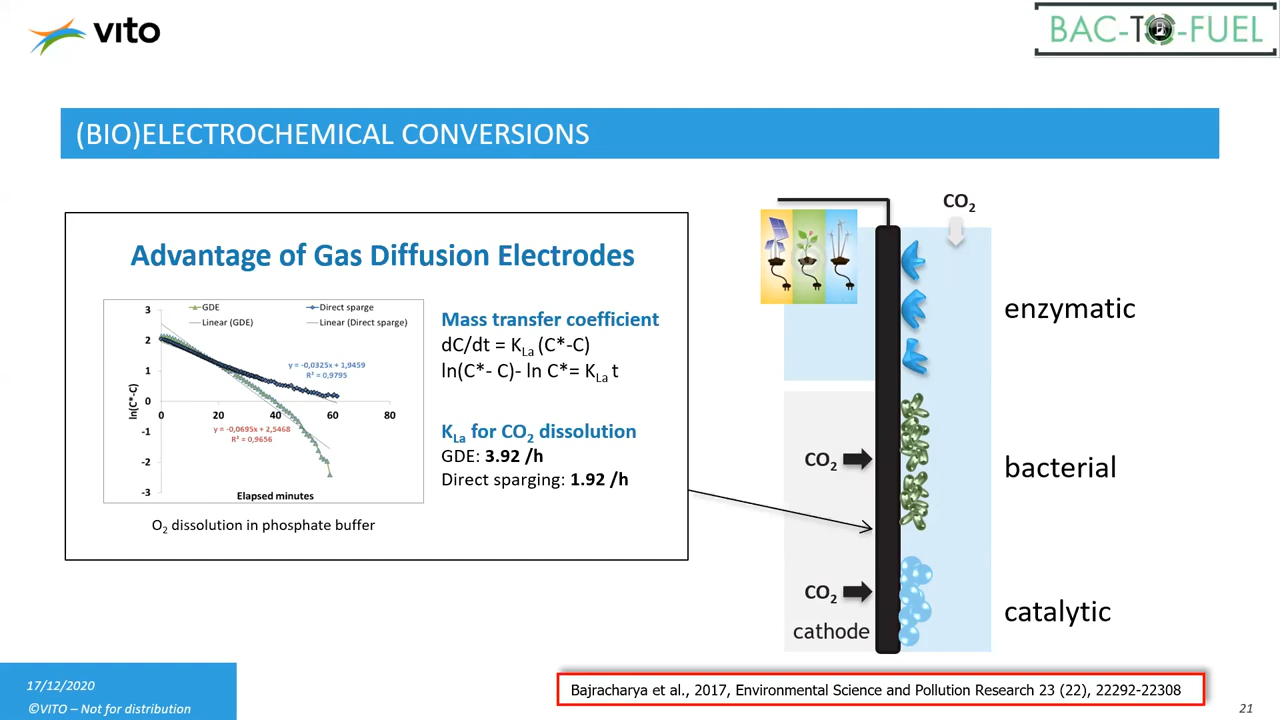 vito
BAC-TO-FUEL
(BIO)ELECTROCHEMICAL CONVERSIONS
Advantage of Gas Diffusion Electrodes
GDE
Direct sparge
Linear (GDE)
Linear (Direct sparge)
3
2
1
0
-1
-2
-3
0 20 40 60 80
ln(C*-C)
y = -0,0325x + 1,9459
R² = 0,9795
y = -0,0695x + 2,5468
R² = 0,9656
Elapsed minutes
O₂ dissolution in phosphate buffer
Mass transfer coefficient
dC/dt = K_La (C*-C)
ln(C*- C)- ln C*= K_La t
K_La for CO₂ dissolution
GDE: 3.92 /h
Direct sparging: 1.92 /h
CO₂
enzymatic
CO₂
bacterial
CO₂
catalytic
cathode
17/12/2020
©VITO – Not for distribution
Bajracharya et al., 2017, Environmental Science and Pollution Research 23 (22), 22292-22308
21